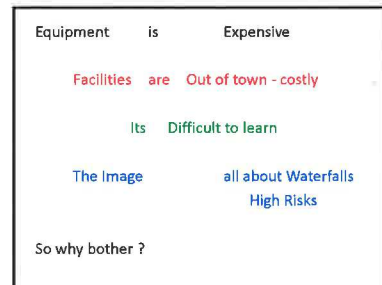 Equipment is Expensive
Facilities are Out of town - costly
Its Difficult to learn
The Image all about Waterfalls
High Risks
So why bother ?